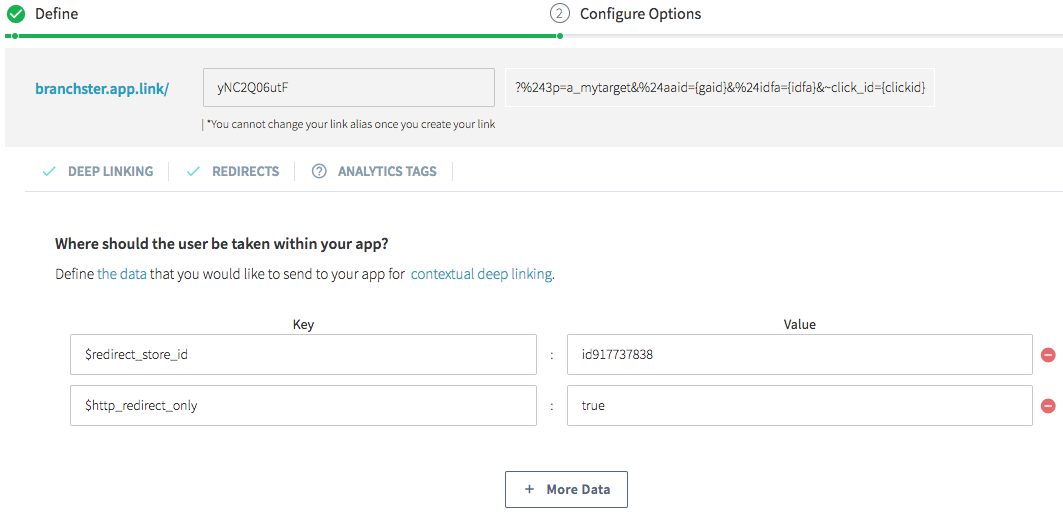 Define
2 Configure Options
branchster.app.link/ yNC2Q06utF ?%243p=a_mytarget&%24aaid={gaid}&%24idfa={idfa}&~click_id={clickid}
*You cannot change your link alias once you create your link
DEEP LINKING REDIRECTS ? ANALYTICS TAGS
Where should the user be taken within your app?
Define the data that you would like to send to your app for contextual deep linking.
Key Value
$redirect_store_id : id917737838
$http_redirect_only : true
+ More Data